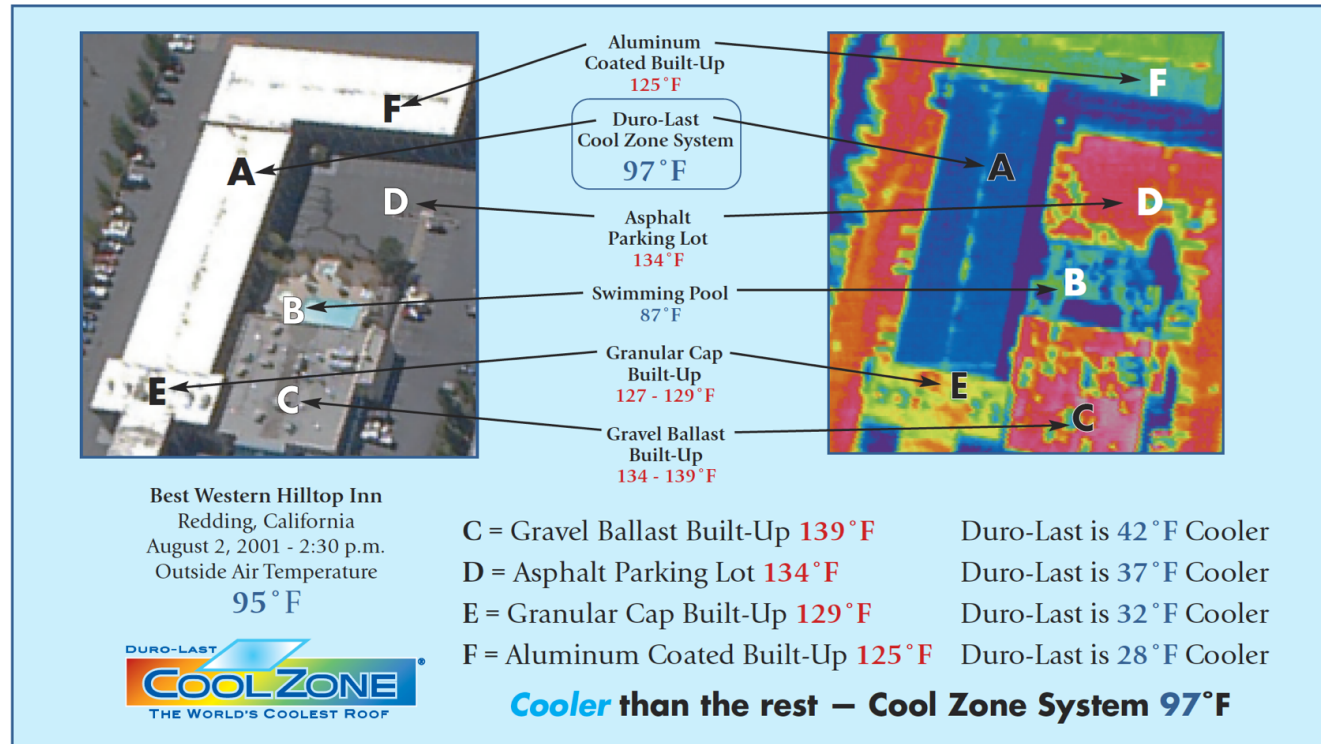 Aluminum
Coated Built-Up
125°F
Duro-Last
Cool Zone System
97°F
Asphalt
Parking Lot
134°F
Swimming Pool
87°F
Granular Cap
Built-Up
127 - 129°F
Gravel Ballast
Built-Up
134 - 139°F
F
A
D
B
E
C
F
A
D
B
E
C
Best Western Hilltop Inn
Redding, California
August 2, 2001 - 2:30 p.m.
Outside Air Temperature
95°F
DURO-LAST
COOL ZONE®
THE WORLD'S COOLEST ROOF
C = Gravel Ballast Built-Up 139°F Duro-Last is 42°F Cooler
D = Asphalt Parking Lot 134°F Duro-Last is 37°F Cooler
E = Granular Cap Built-Up 129°F Duro-Last is 32°F Cooler
F = Aluminum Coated Built-Up 125°F Duro-Last is 28°F Cooler
Cooler than the rest — Cool Zone System 97°F